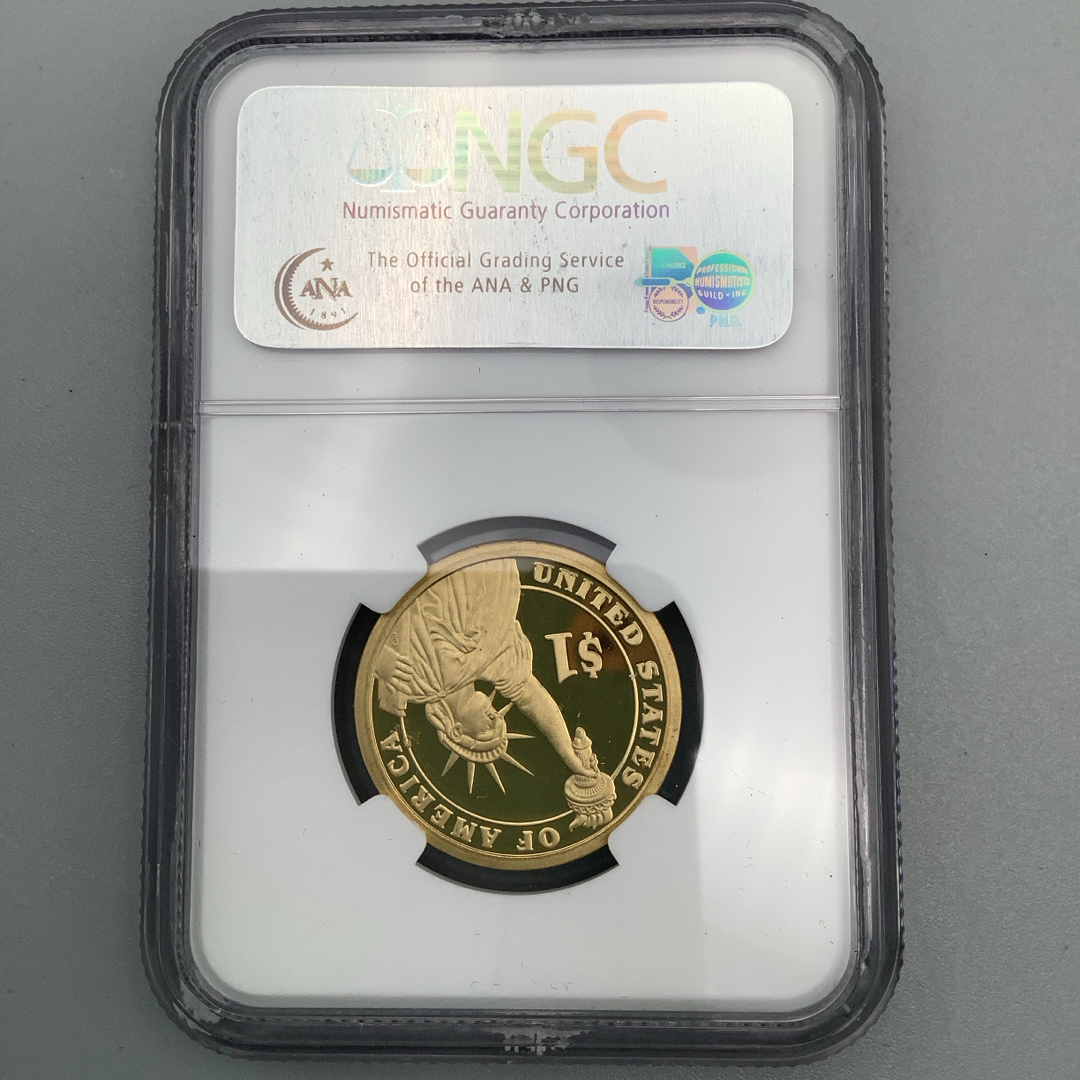 NGC
Numismatic Guaranty Corporation
The Official Grading Service
of the ANA & PNG
ANA
1891
RESPONSIBILITY
PROFESSIONAL
NUMISMATISTS
GUILD - INC
P.N.G.
UNITED STATES
OF AMERICA
$1